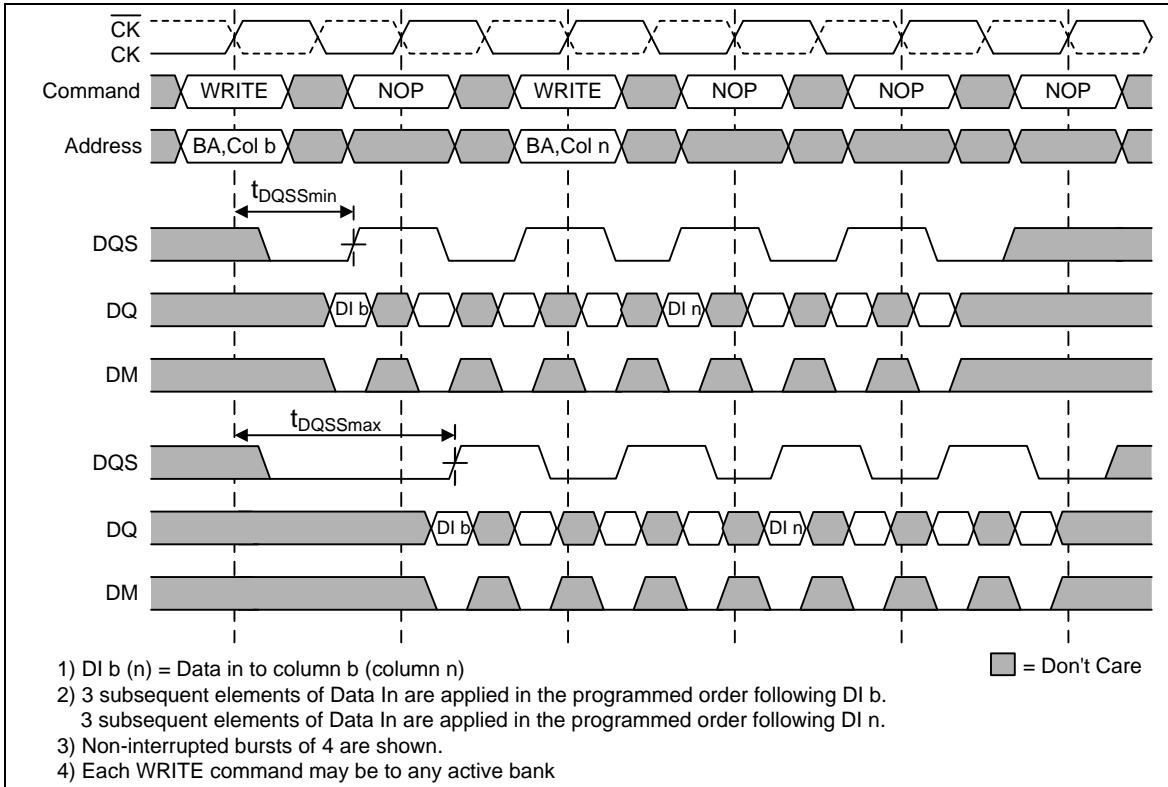 CK
CK
Command WRITE NOP WRITE NOP NOP NOP
Address BA,Col b BA,Col n
tDQSSmin
DQS
DQ DI b DI n
DM
tDQSSmax
DQS
DQ DI b DI n
DM
1) DI b (n) = Data in to column b (column n)
= Don't Care
2) 3 subsequent elements of Data In are applied in the programmed order following DI b.
3 subsequent elements of Data In are applied in the programmed order following DI n.
3) Non-interrupted bursts of 4 are shown.
4) Each WRITE command may be to any active bank